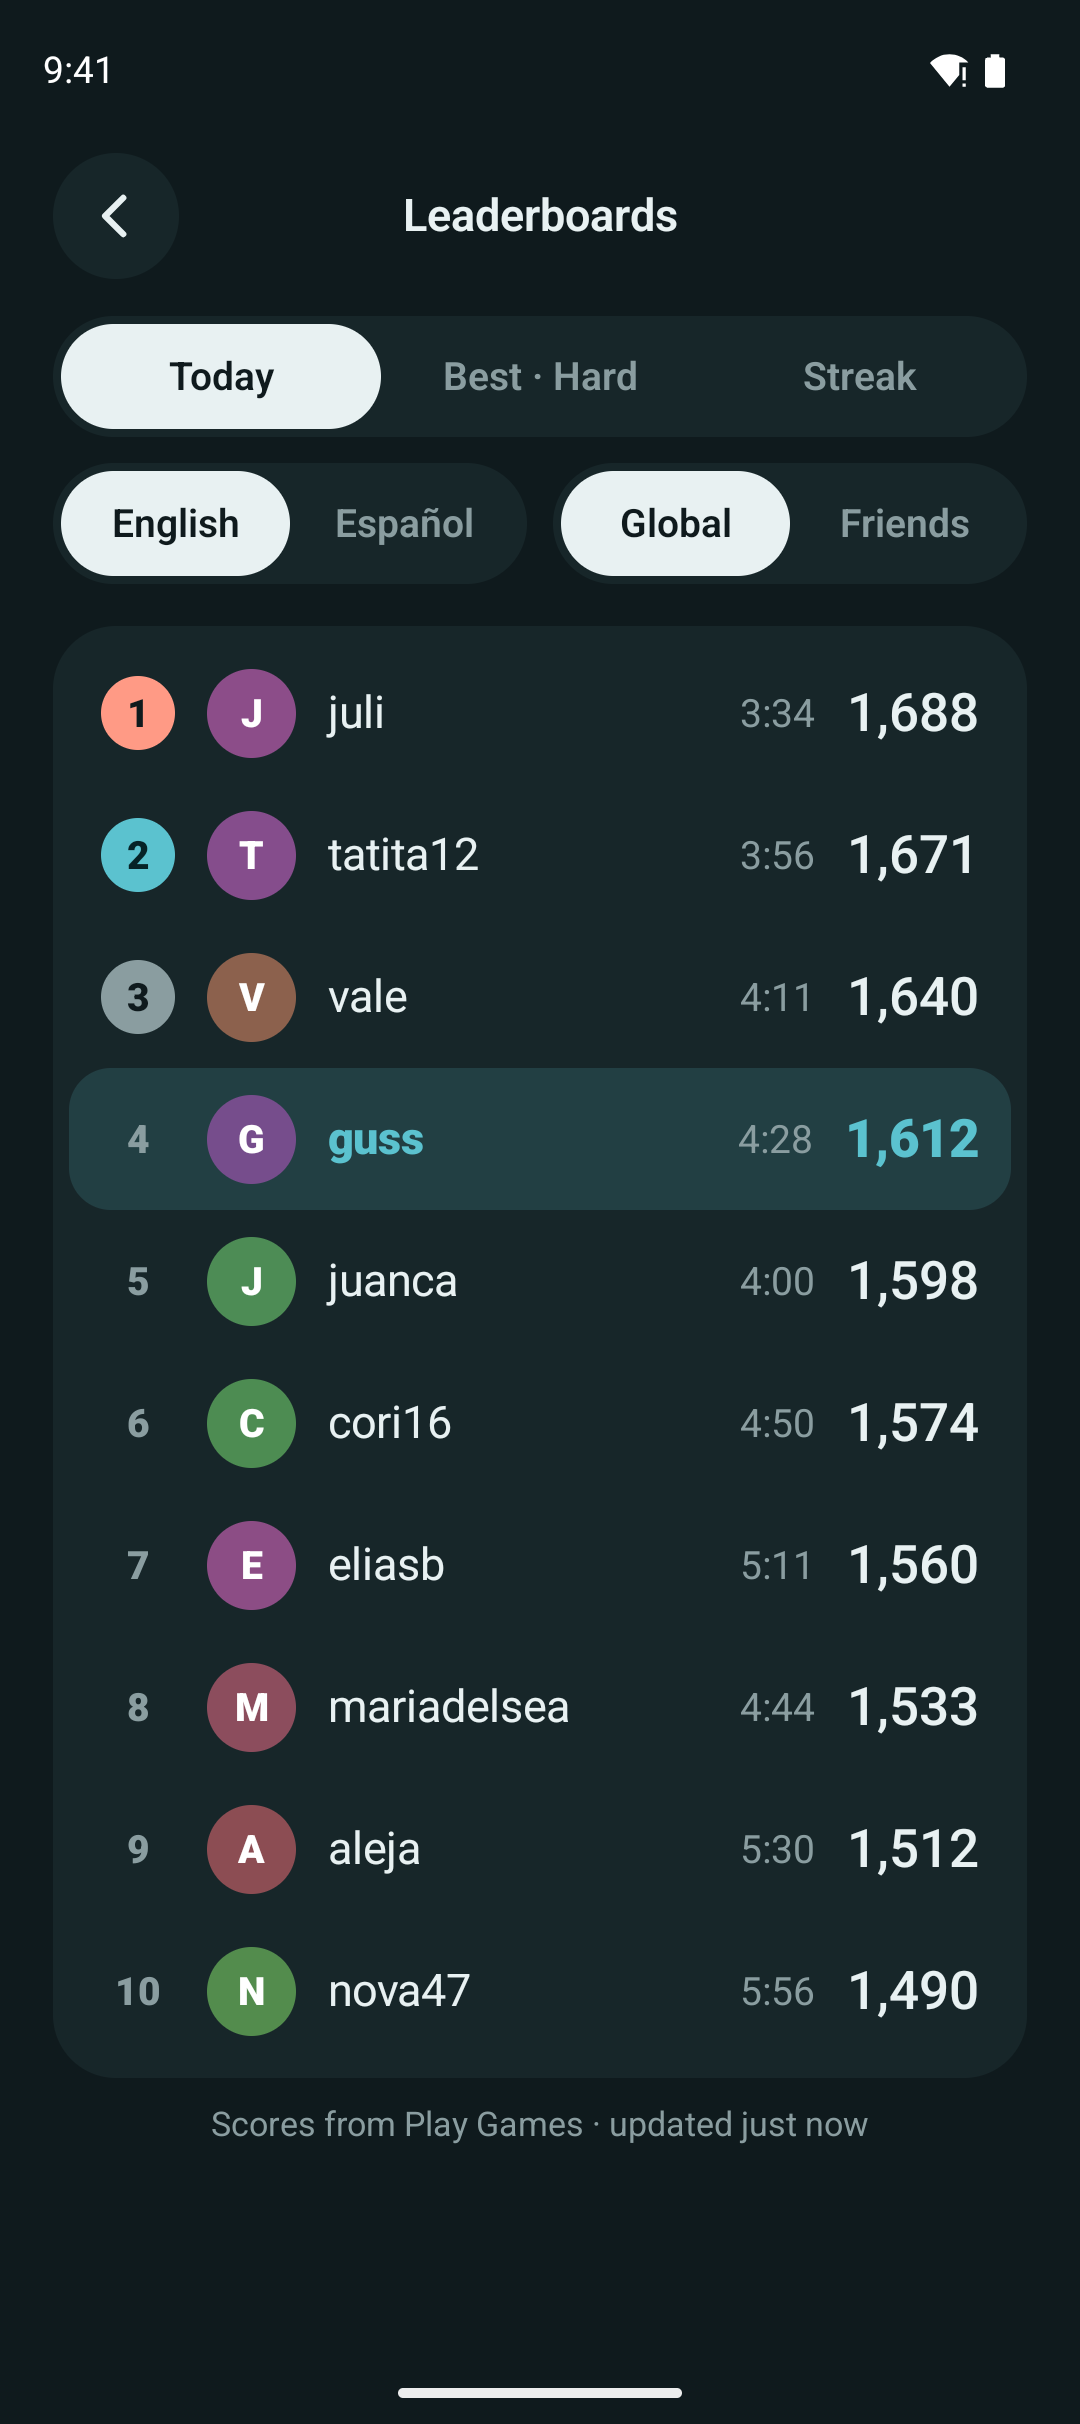 9:41
Leaderboards
Today Best · Hard Streak
English Español Global Friends
1 J juli 3:34 1,688
2 T tatita12 3:56 1,671
3 V vale 4:11 1,640
4 G guss 4:28 1,612
5 J juanca 4:00 1,598
6 C cori16 4:50 1,574
7 E eliasb 5:11 1,560
8 M mariadelsea 4:44 1,533
9 A aleja 5:30 1,512
10 N nova47 5:56 1,490
Scores from Play Games · updated just now